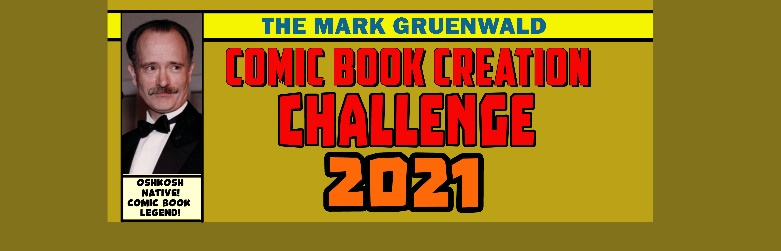 THE MARK GRUENWALD
COMIC BOOK CREATION
CHALLENGE
2021
OSHKOSH
NATIVE!
COMIC BOOK
LEGEND!